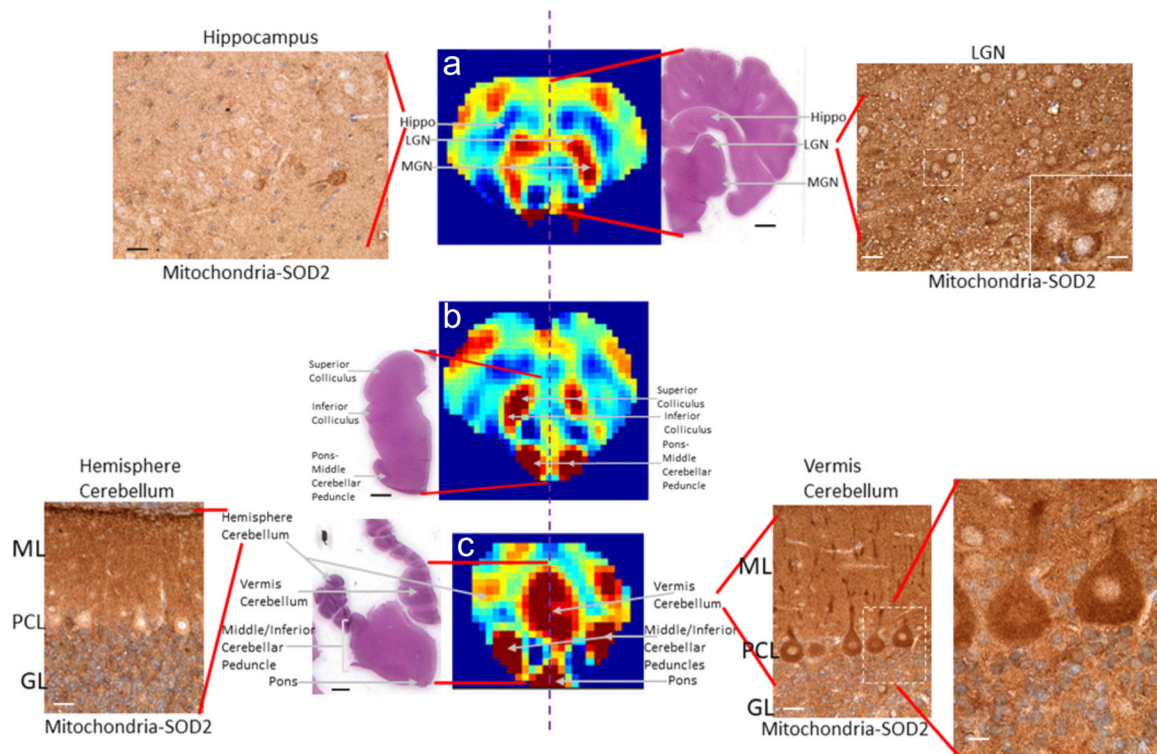 Hippocampus
Mitochondria-SOD2
a
Hippo
LGN
MGN
Hippo
LGN
MGN
LGN
Mitochondria-SOD2
b
Superior
Colliculus
Inferior
Colliculus
Pons-
Middle
Cerebellar
Peduncle
Superior
Colliculus
Inferior
Colliculus
Pons-
Middle
Cerebellar
Peduncle
Hemisphere
Cerebellum
ML
PCL
GL
Mitochondria-SOD2
c
Hemisphere
Cerebellum
Vermis
Cerebellum
Middle/Inferior
Cerebellar
Peduncle
Pons
Vermis
Cerebellum
Middle/Inferior
Cerebellar
Peduncles
Pons
Vermis
Cerebellum
ML
PCL
GL
Mitochondria-SOD2